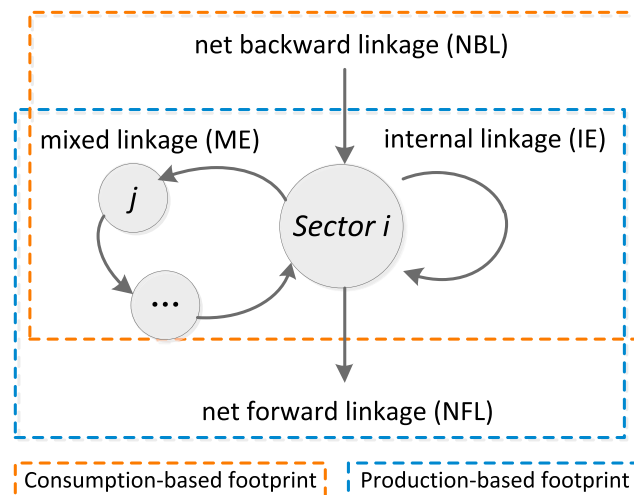 net backward linkage (NBL)
mixed linkage (ME)
internal linkage (IE)
j
Sector i
...
net forward linkage (NFL)
Consumption-based footprint
Production-based footprint